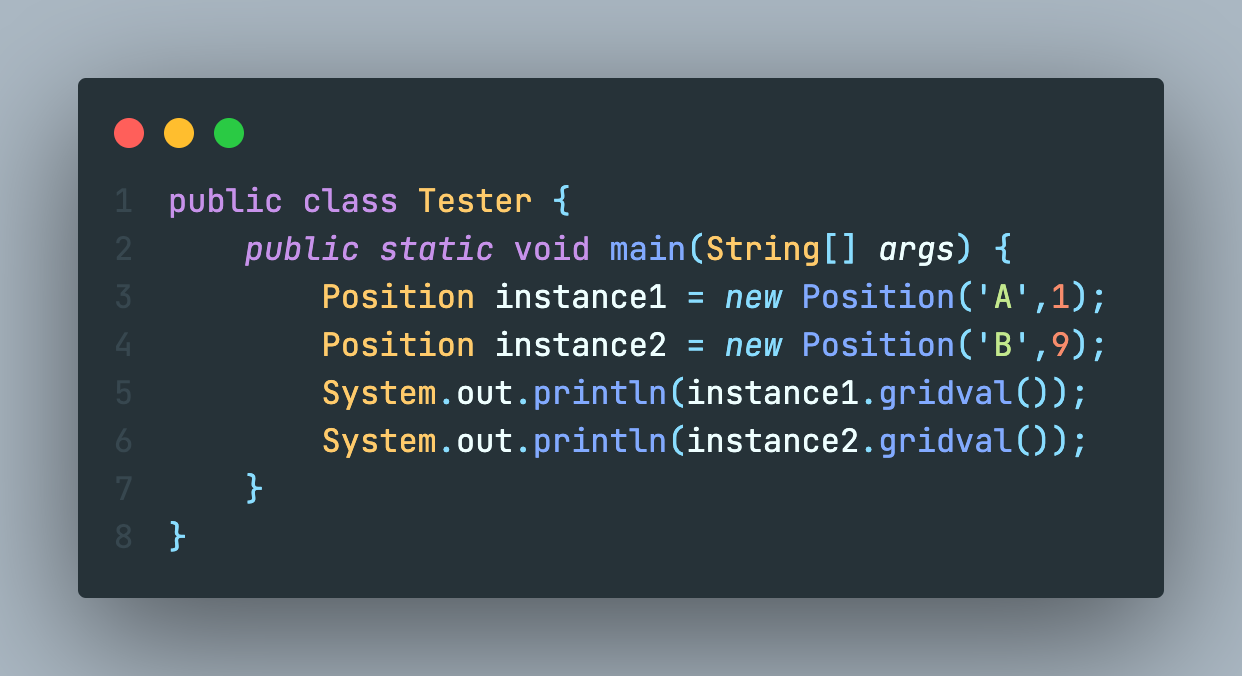 1 public class Tester {
2     public static void main(String[] args) {
3         Position instance1 = new Position('A',1);
4         Position instance2 = new Position('B',9);
5         System.out.println(instance1.gridval());
6         System.out.println(instance2.gridval());
7     }
8 }